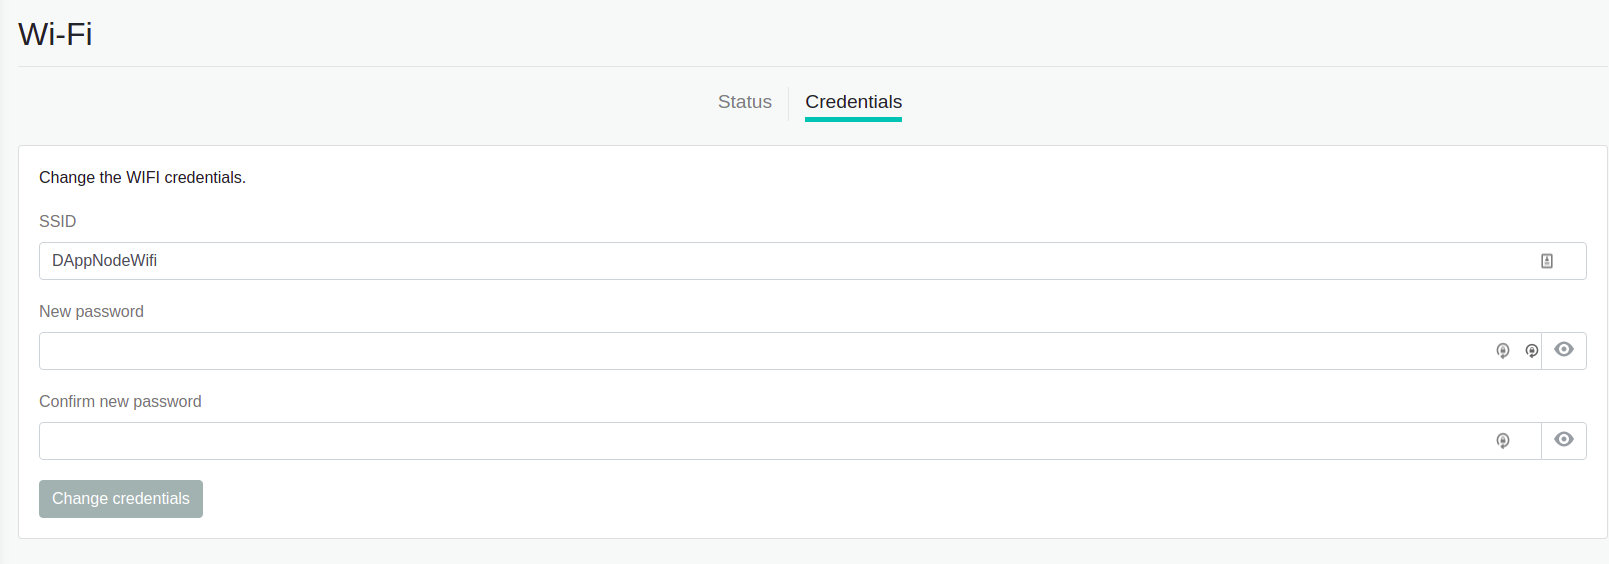 Wi-Fi
Status
Credentials
Change the WIFI credentials.
SSID
DAppNodeWifi
New password
Confirm new password
Change credentials